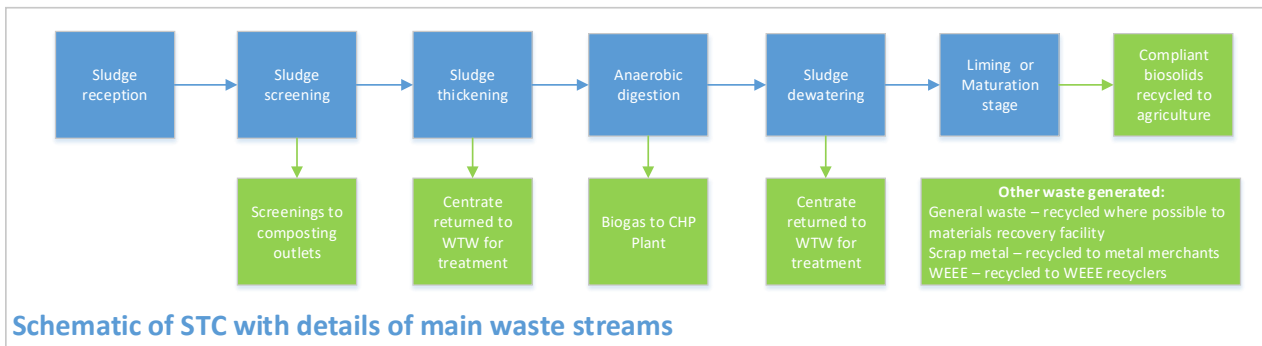 Sludge
reception
Sludge
screening
Sludge
thickening
Anaerobic
digestion
Sludge
dewatering
Liming or
Maturation
stage
Compliant
biosolids
recycled to
agriculture
Screenings to
composting
outlets
Centrate
returned to
WTW for
treatment
Biogas to CHP
Plant
Centrate
returned to
WTW for
treatment
Other waste generated:
General waste – recycled where possible to
materials recovery facility
Scrap metal – recycled to metal merchants
WEEE – recycled to WEEE recyclers
Schematic of STC with details of main waste streams